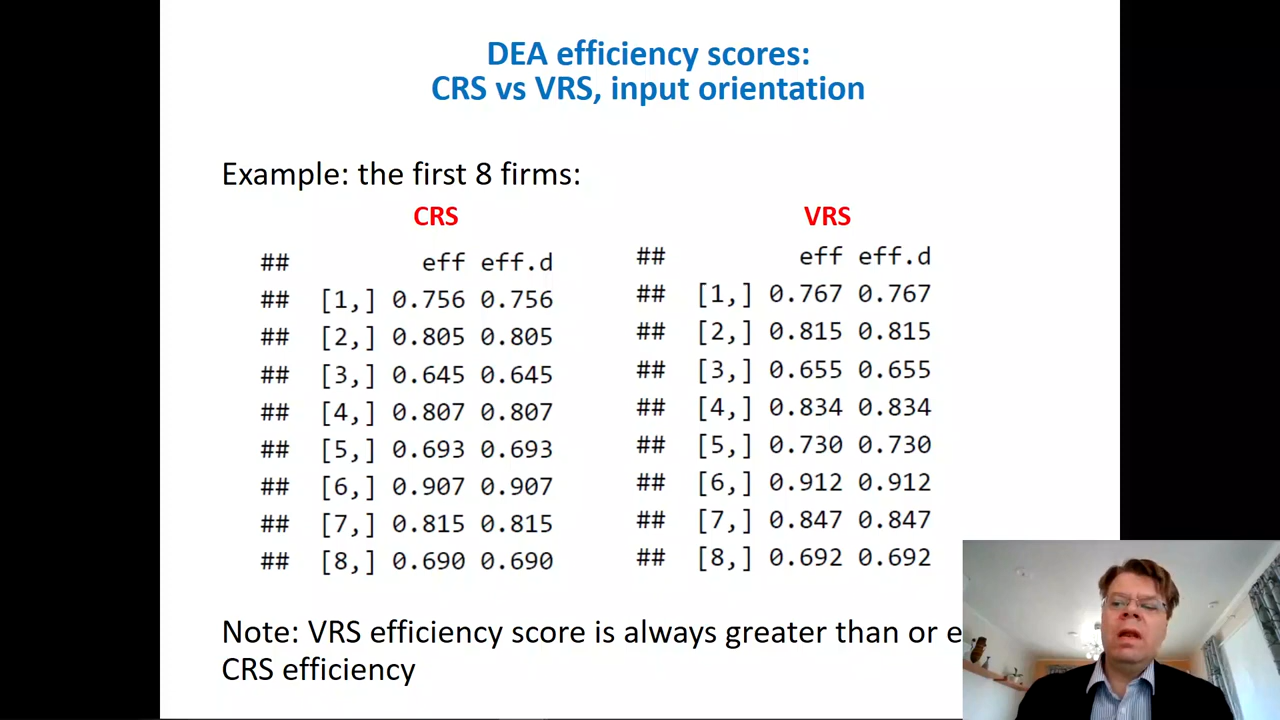 DEA efficiency scores:
CRS vs VRS, input orientation
Example: the first 8 firms:
CRS
## eff eff.d
## [1,] 0.756 0.756
## [2,] 0.805 0.805
## [3,] 0.645 0.645
## [4,] 0.807 0.807
## [5,] 0.693 0.693
## [6,] 0.907 0.907
## [7,] 0.815 0.815
## [8,] 0.690 0.690
VRS
## eff eff.d
## [1,] 0.767 0.767
## [2,] 0.815 0.815
## [3,] 0.655 0.655
## [4,] 0.834 0.834
## [5,] 0.730 0.730
## [6,] 0.912 0.912
## [7,] 0.847 0.847
## [8,] 0.692 0.692
Note: VRS efficiency score is always greater than or
CRS efficiency